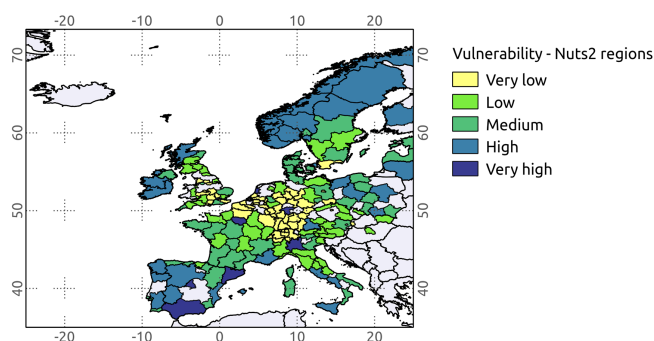 -20 -10 0 10 20
70 70
60 60
50 50
40 40
-20 -10 0 10 20
Vulnerability - Nuts2 regions
Very low
Low
Medium
High
Very high